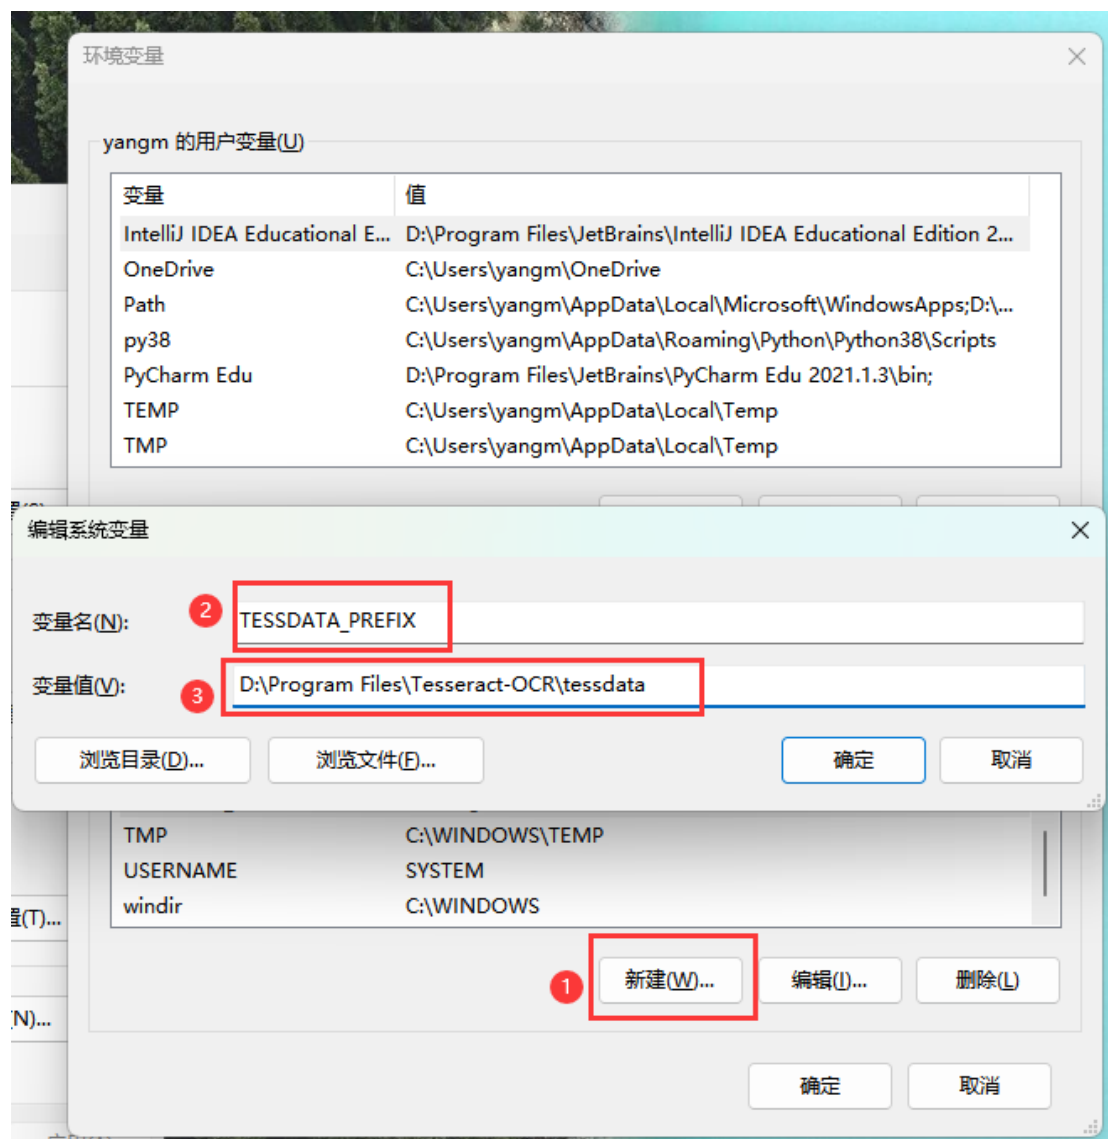 环境变量
yangm 的用户变量(U)
变量 值
IntelliJ IDEA Educational E... D:\Program Files\JetBrains\IntelliJ IDEA Educational Edition 2...
OneDrive C:\Users\yangm\OneDrive
Path C:\Users\yangm\AppData\Local\Microsoft\WindowsApps;D:\...
py38 C:\Users\yangm\AppData\Roaming\Python\Python38\Scripts
PyCharm Edu D:\Program Files\JetBrains\PyCharm Edu 2021.1.3\bin;
TEMP C:\Users\yangm\AppData\Local\Temp
TMP C:\Users\yangm\AppData\Local\Temp
编辑系统变量
变量名(N): 2 TESSDATA_PREFIX
变量值(V): 3 D:\Program Files\Tesseract-OCR\tessdata
浏览目录(D)... 浏览文件(F)... 确定 取消
TMP C:\WINDOWS\TEMP
USERNAME SYSTEM
windir C:\WINDOWS
置(T)...
1 新建(W)... 编辑(I)... 删除(L)
(N)...
确定 取消